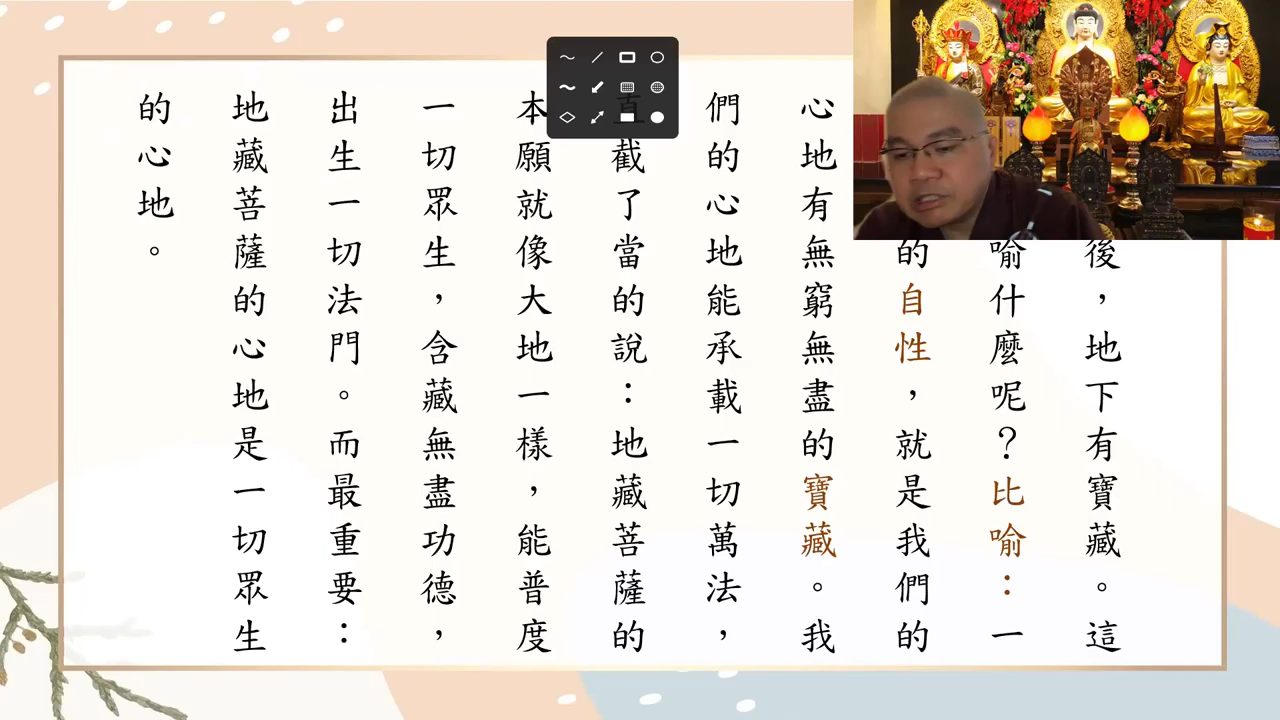 後，地下有寶藏。這
喻什麼呢？比喻：一
的自性，就是我們的
心地有無窮無盡的寶藏。我
們的心地能承載一切萬法，
直截了當的說：地藏菩薩的
本願就像大地一樣，能普度
一切眾生，含藏無盡功德，
出生一切法門。而最重要：
地藏菩薩的心地是一切眾生
的心地。